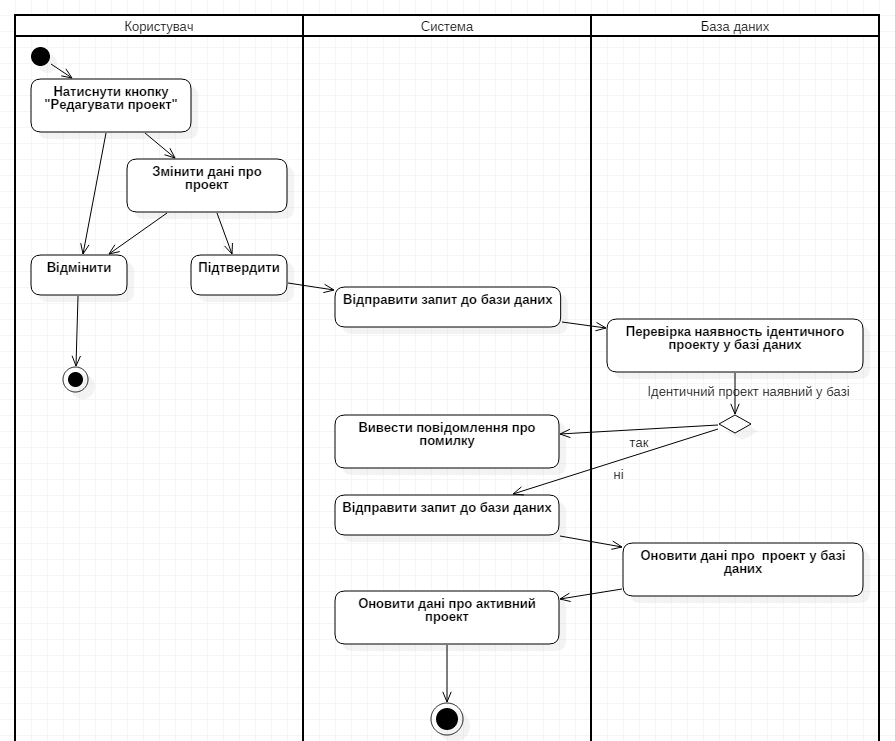 Користувач
Система
База даних
Натиснути кнопку
"Редагувати проект"
Змінити дані про
проект
Відмінити
Підтвердити
Відправити запит до бази даних
Перевірка наявность ідентичного
проекту у базі даних
Ідентичний проект наявний у базі
Вивести повідомлення про
помилку
так
ні
Відправити запит до бази даних
Оновити дані про  проект у базі
даних
Оновити дані про активний
проект